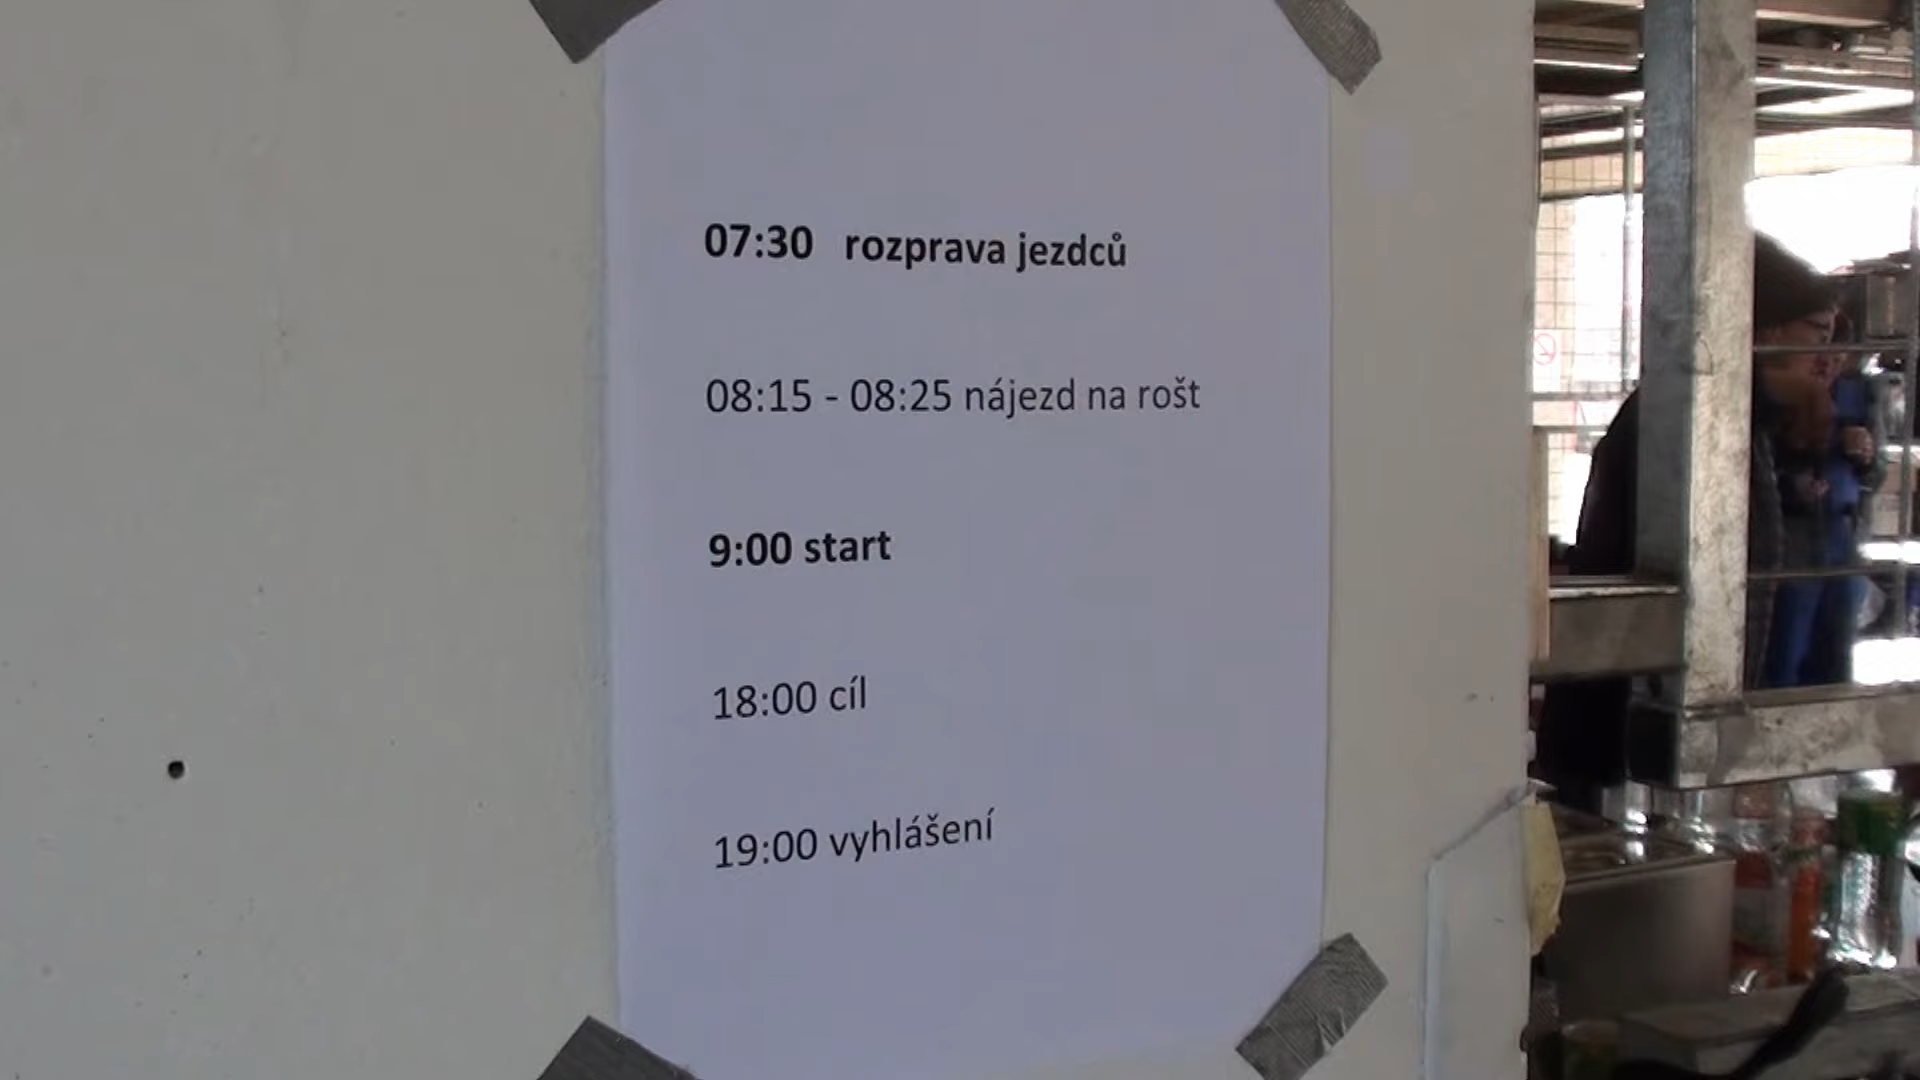 07:30 rozprava jezdců
08:15 - 08:25 nájezd na rošt
9:00 start
18:00 cíl
19:00 vyhlášení